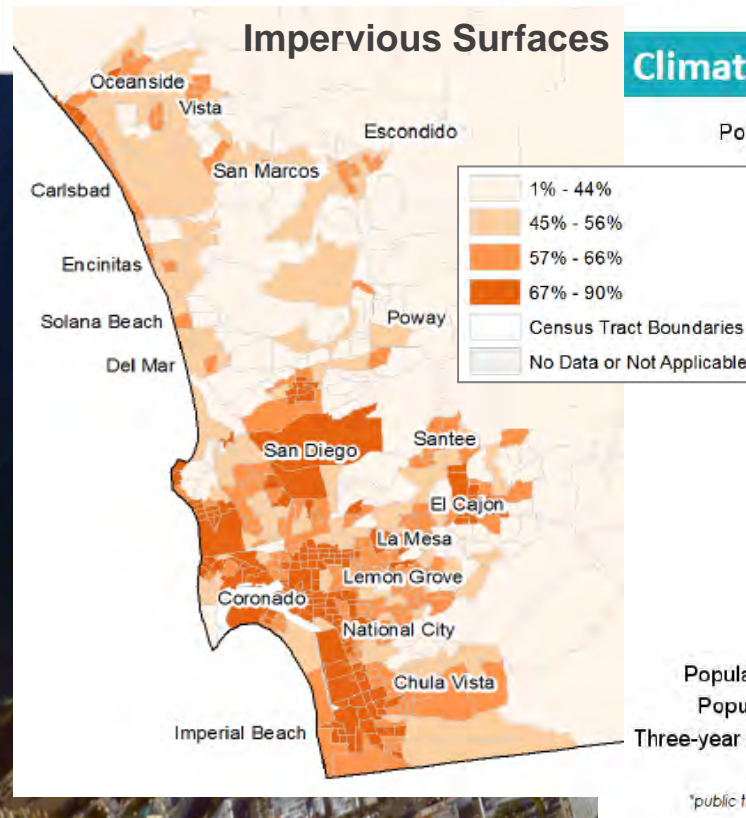 Impervious Surfaces
Climat
Oceanside
Vista
Po
Escondido
San Marcos
Carlsbad
1% - 44%
45% - 56%
57% - 66%
67% - 90%
Census Tract Boundaries
No Data or Not Applicable
Encinitas
Solana Beach
Poway
Del Mar
San Diego
Santee
El Cajon
La Mesa
Lemon Grove
Coronado
National City
Chula Vista
Imperial Beach
Popula
Popu
Three-year
*public t